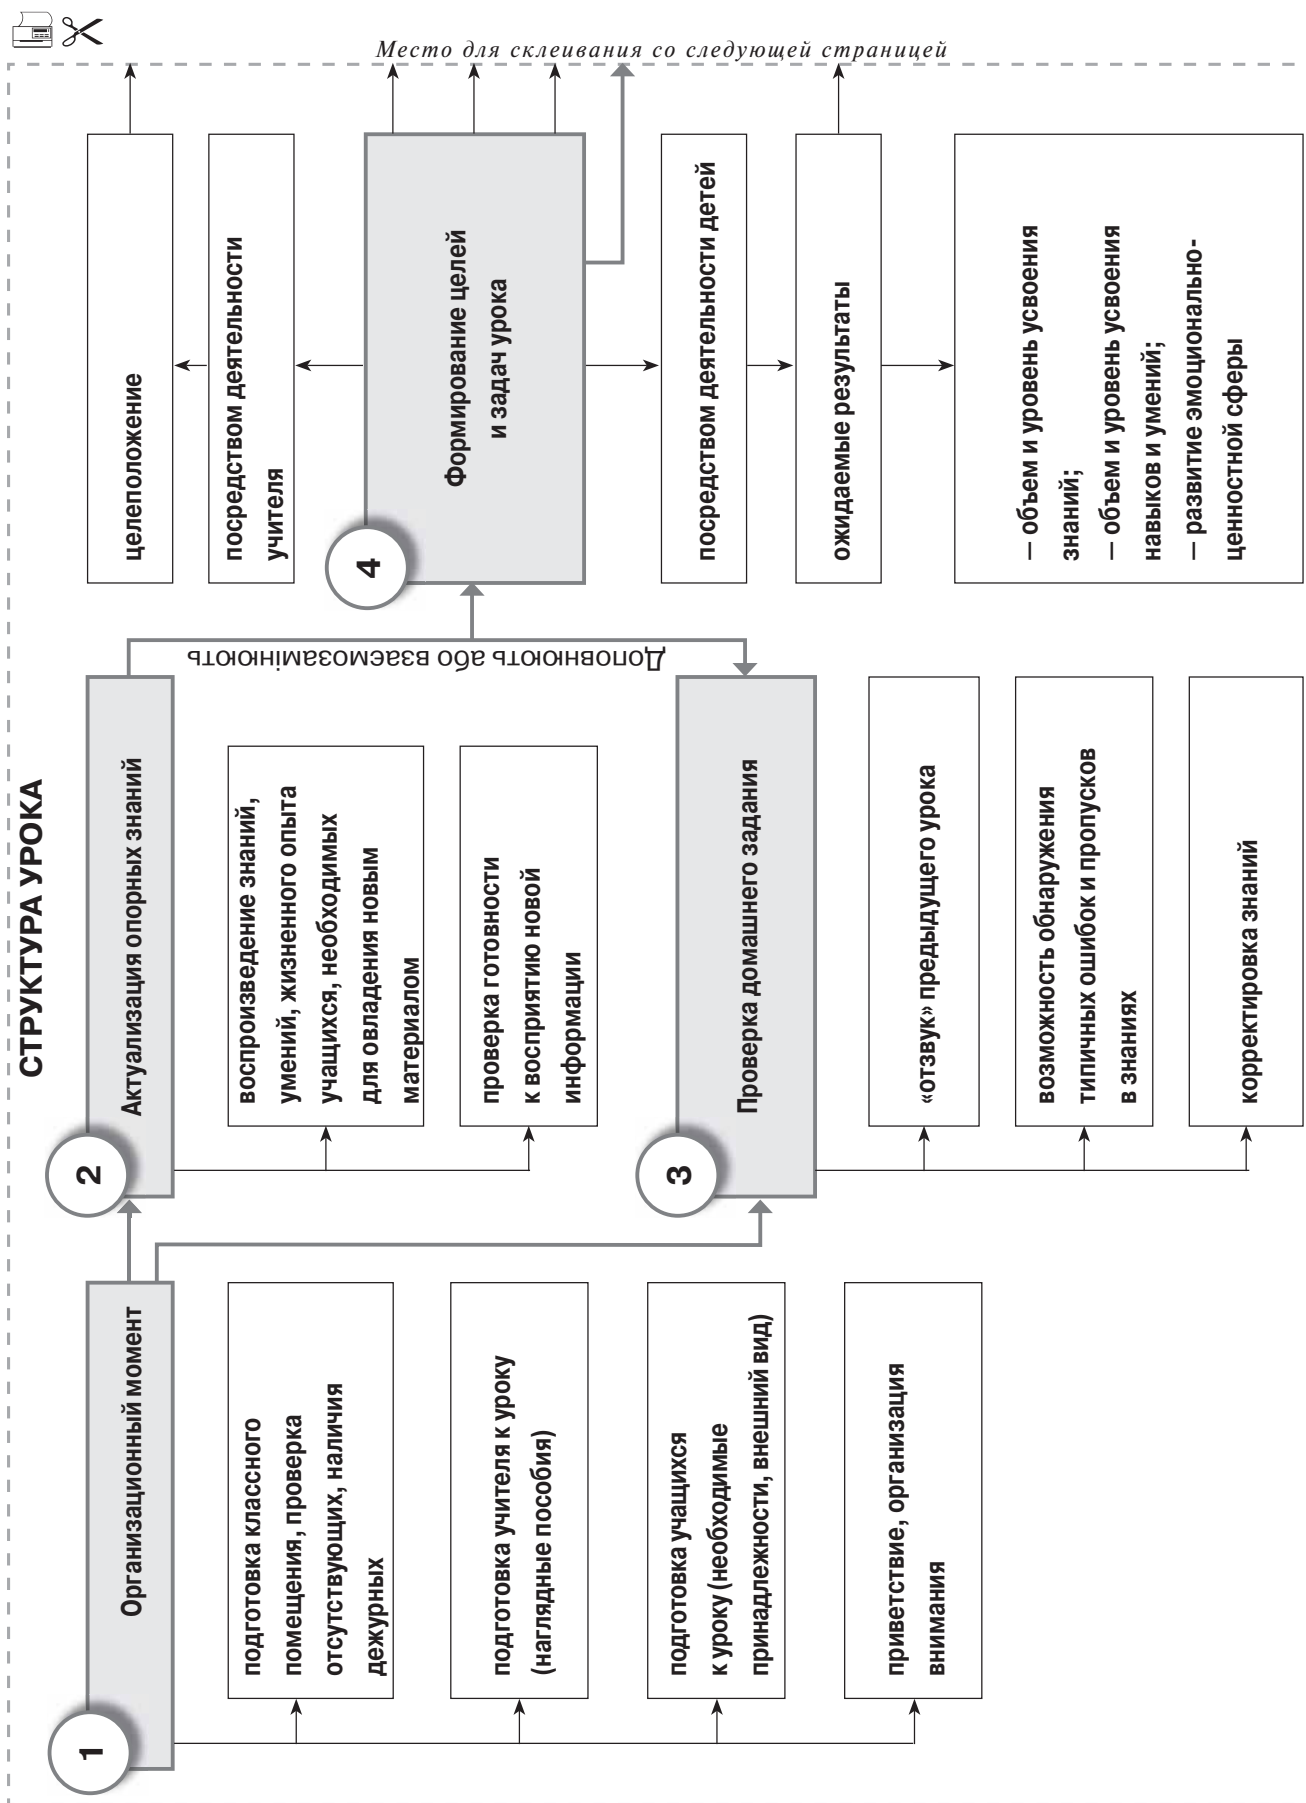 Место для склеивания со следующей страницей
СТРУКТУРА УРОКА
1
Организационный момент
подготовка классного
помещения, проверка
отсутствующих, наличия
дежурных
подготовка учителя к уроку
(наглядные пособия)
подготовка учащихся
к уроку (необходимые
принадлежности, внешний вид)
приветствие, организация
внимания
2
Актуализация опорных знаний
воспроизведение знаний,
умений, жизненного опыта
учащихся, необходимых
для овладения новым
материалом
проверка готовности
к восприятию новой
информации
Доповнюють або взаємозамінюють
3
Проверка домашнего задания
«отзвук» предыдущего урока
возможность обнаружения
типичных ошибок и пропусков
в знаниях
корректировка знаний
целеположение
посредством деятельности
учителя
4
Формирование целей
и задач урока
посредством деятельности детей
ожидаемые результаты
— объем и уровень усвоения
знаний;
— объем и уровень усвоения
навыков и умений;
— развитие эмоционально-
ценностной сферы